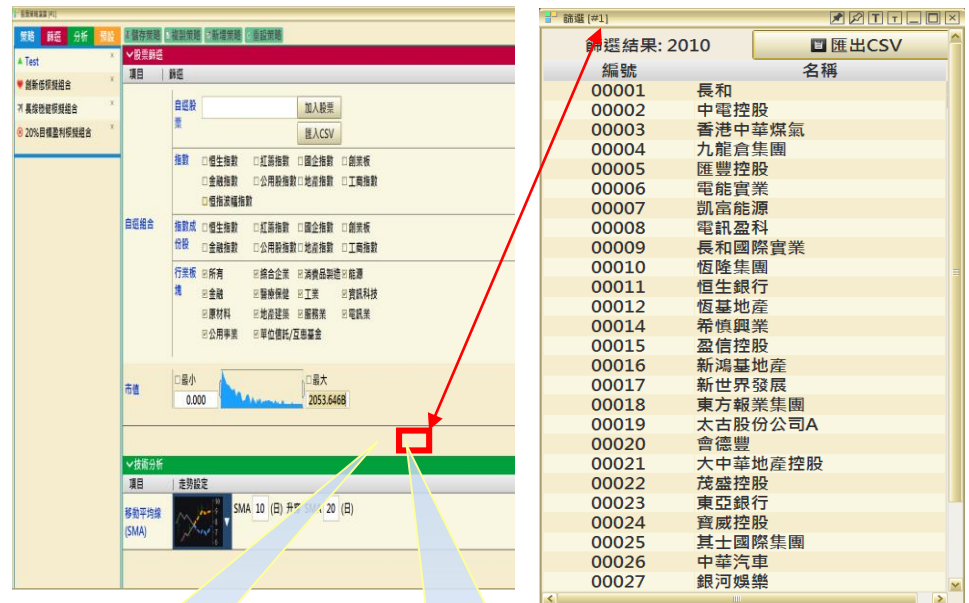 策略 篩選 分析 預設
儲存策略 複製策略 新增策略 重設策略
Test
創新低模擬組合
長線強鈹模擬組合
20%目標盈利模擬組合
股票篩選
項目 篩選
自選組合
自選股票
加入股票
匯入CSV
指數
恒生指數 紅籌指數 國企指數 創業板
金融指數 公用股指數 地產指數 工商指數
恒指波幅指數
指數成份股
恒生指數 紅籌指數 國企指數 創業板
金融指數 公用股指數 地產指數 工商指數
行業板塊
所有 綜合企業 消費品製造 能源
金融 醫療保健 工業 資訊科技
原材料 地產建築 服務業 電訊業
公用事業 單位信託/互惠基金
市值
最小 最大
0.000 2053.646B
技術分析
項目 走勢設定
移動平均線
(SMA)
SMA 10 (日) 升穿 SMA 20 (日)
篩選 [#1]
篩選結果: 2010 匯出CSV
編號 名稱
00001 長和
00002 中電控股
00003 香港中華煤氣
00004 九龍倉集團
00005 匯豐控股
00006 電能實業
00007 凱富能源
00008 電訊盈科
00009 長和國際實業
00010 恆隆集團
00011 恒生銀行
00012 恆基地產
00014 希慎興業
00015 盈信控股
00016 新鴻基地產
00017 新世界發展
00018 東方報業集團
00019 太古股份公司A
00020 會德豐
00021 大中華地產控股
00022 茂盛控股
00023 東亞銀行
00024 寶威控股
00025 其士國際集團
00026 中華汽車
00027 銀河娛樂